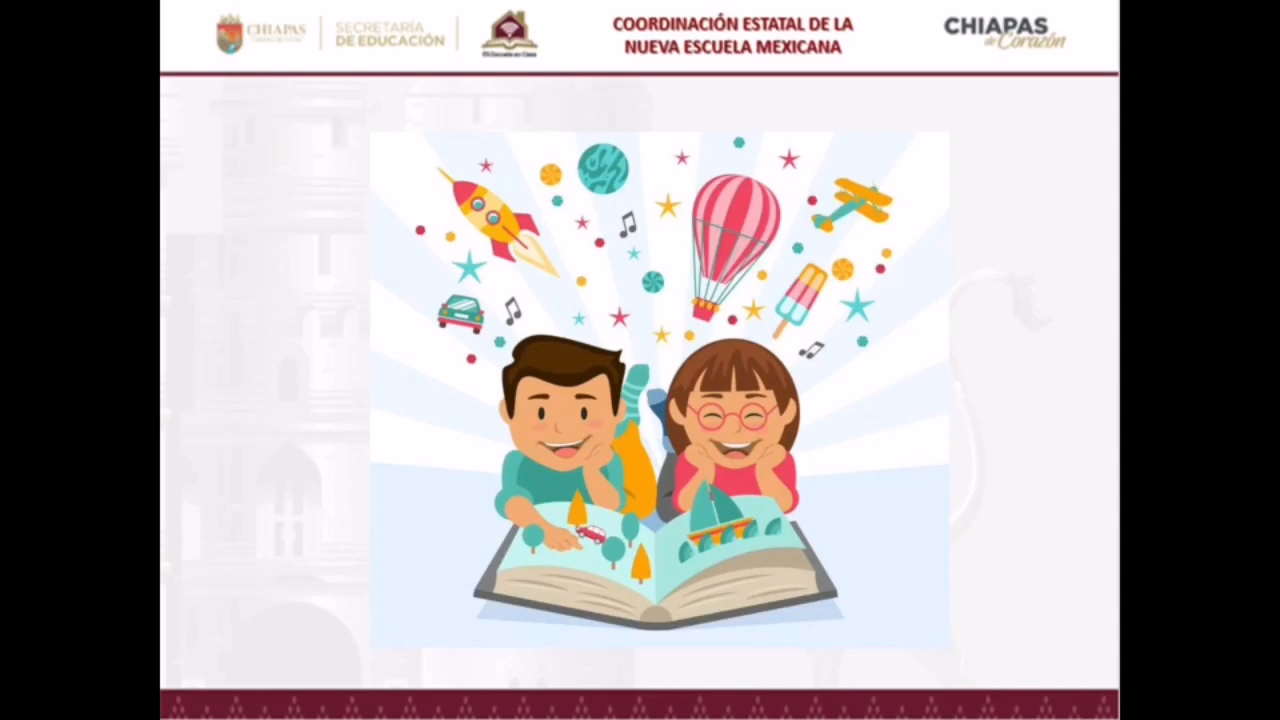 CHIAPAS
SECRETARÍA
DE EDUCACIÓN
COORDINACIÓN ESTATAL DE LA
NUEVA ESCUELA MEXICANA
CHIAPAS
de Corazón